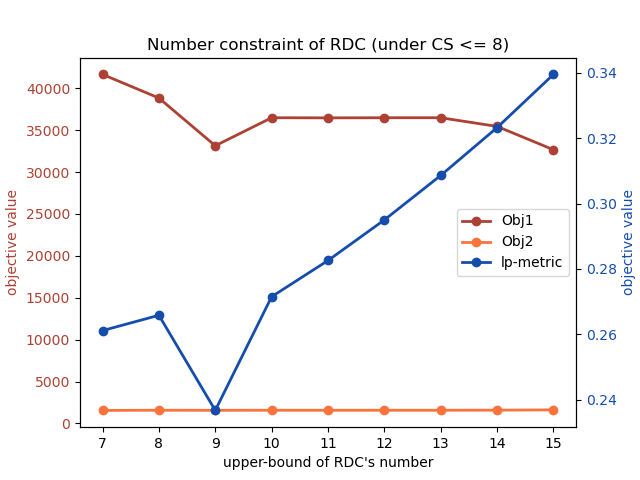 Number constraint of RDC (under CS <= 8)
objective value
40000
35000
30000
25000
20000
15000
10000
5000
0
0.34
0.32
0.30
0.28
0.26
0.24
objective value
Obj1
Obj2
lp-metric
7 8 9 10 11 12 13 14 15
upper-bound of RDC's number